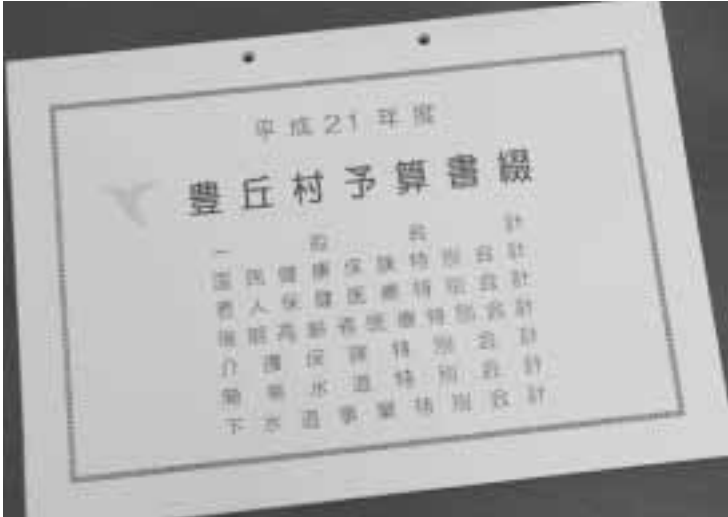 平成21年度
豊丘村予算書綴
一般会計
国民健康保険特別会計
老人保健医療特別会計
後期高齢者医療特別会計
介護保険特別会計
簡易水道特別会計
下水道事業特別会計